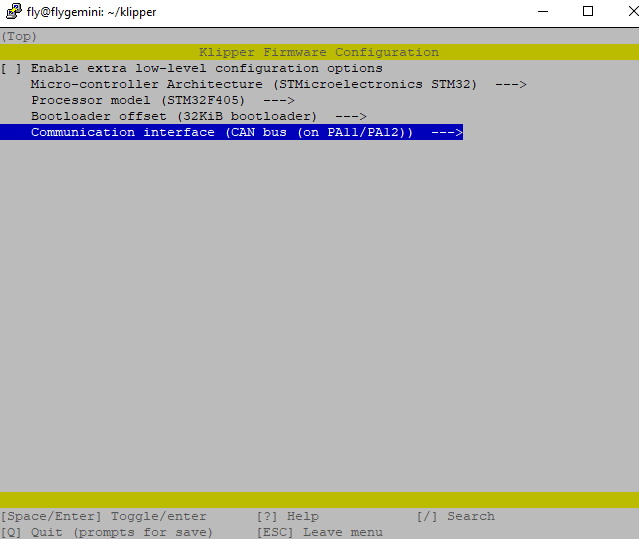 fly@flygemini: ~/klipper
(Top)
Klipper Firmware Configuration
[ ] Enable extra low-level configuration options
Micro-controller Architecture (STMicroelectronics STM32)  --->
Processor model (STM32F405)  --->
Bootloader offset (32KiB bootloader)  --->
Communication interface (CAN bus (on PA11/PA12))  --->
[Space/Enter] Toggle/enter      [?] Help            [/] Search
[Q] Quit (prompts for save)     [ESC] Leave menu